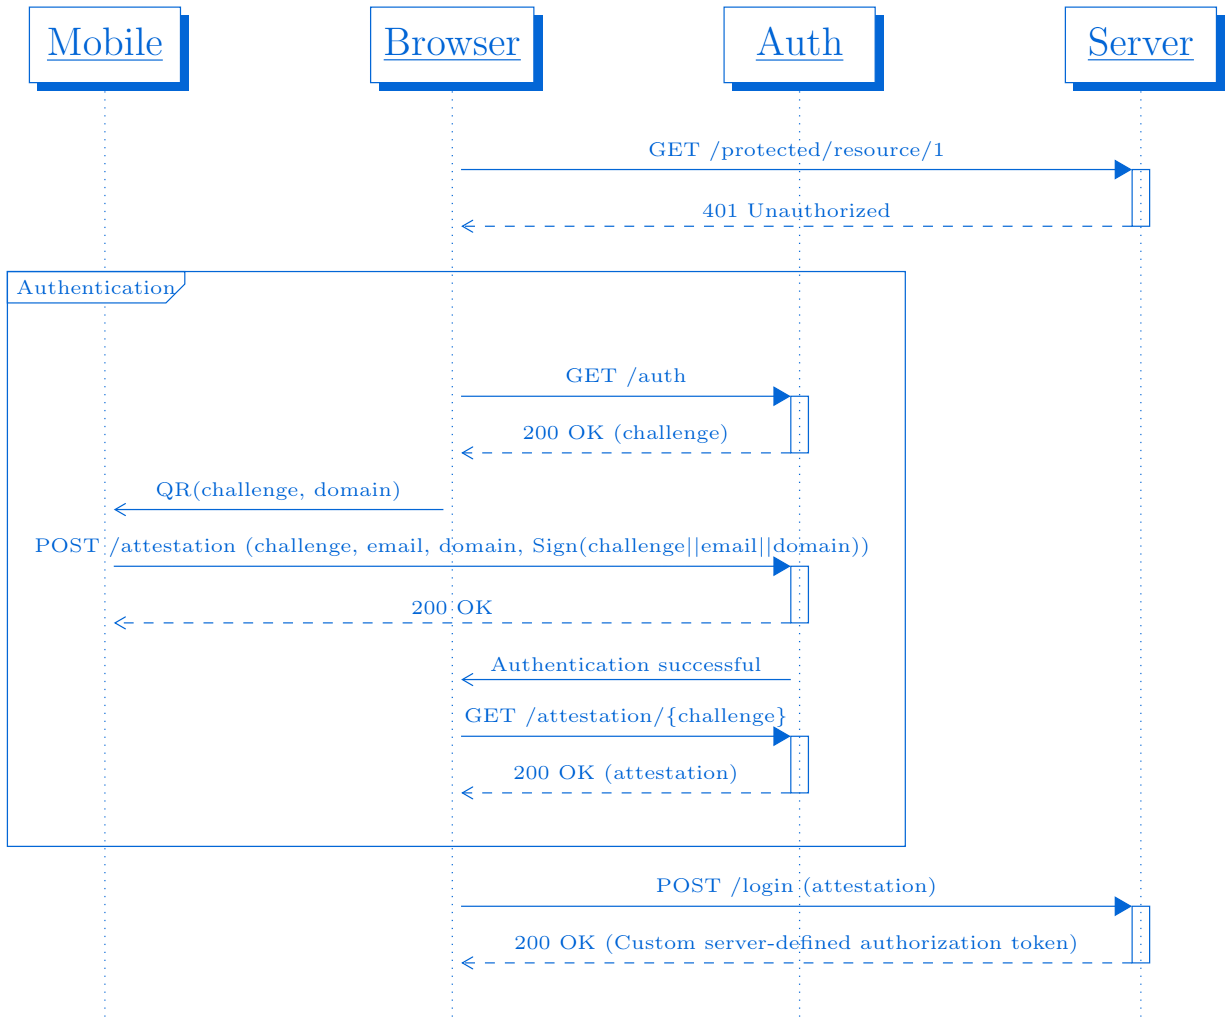 Mobile
Browser
Auth
Server
GET /protected/resource/1
401 Unauthorized
Authentication
GET /auth
200 OK (challenge)
QR(challenge, domain)
POST /attestation (challenge, email, domain, Sign(challenge||email||domain))
200 OK
Authentication successful
GET /attestation/{challenge}
200 OK (attestation)
POST /login (attestation)
200 OK (Custom server-defined authorization token)